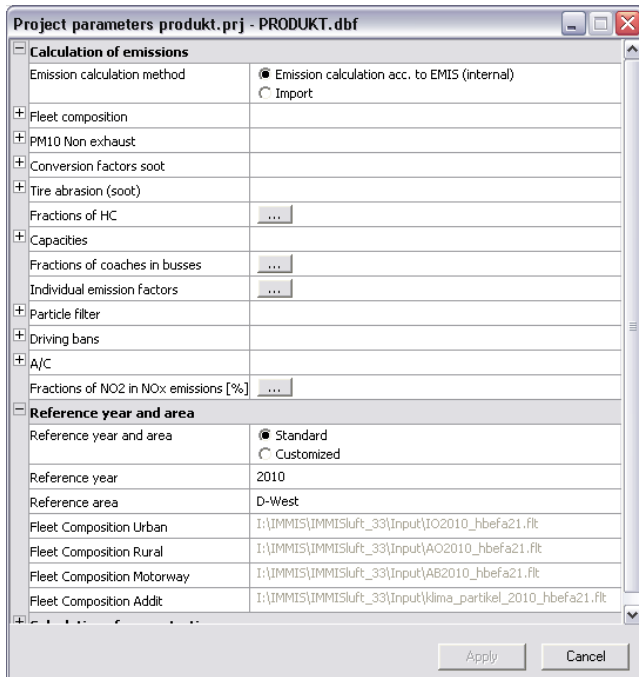 Project parameters produkt.prj - PRODUKT.dbf
Calculation of emissions
Emission calculation method
Emission calculation acc. to EMIS (internal)
Import
Fleet composition
PM10 Non exhaust
Conversion factors soot
Tire abrasion (soot)
Fractions of HC ...
Capacities
Fractions of coaches in busses ...
Individual emission factors ...
Particle filter
Driving bans
A/C
Fractions of NO2 in NOx emissions [%] ...
Reference year and area
Reference year and area
Standard
Customized
Reference year 2010
Reference area D-West
Fleet Composition Urban I:\IMMIS\IMMISluft_33\Input\IO2010_hbefa21.flt
Fleet Composition Rural I:\IMMIS\IMMISluft_33\Input\AO2010_hbefa21.flt
Fleet Composition Motorway I:\IMMIS\IMMISluft_33\Input\AB2010_hbefa21.flt
Fleet Composition Addit I:\IMMIS\IMMISluft_33\Input\klima_partikel_2010_hbefa21.flt
Apply Cancel